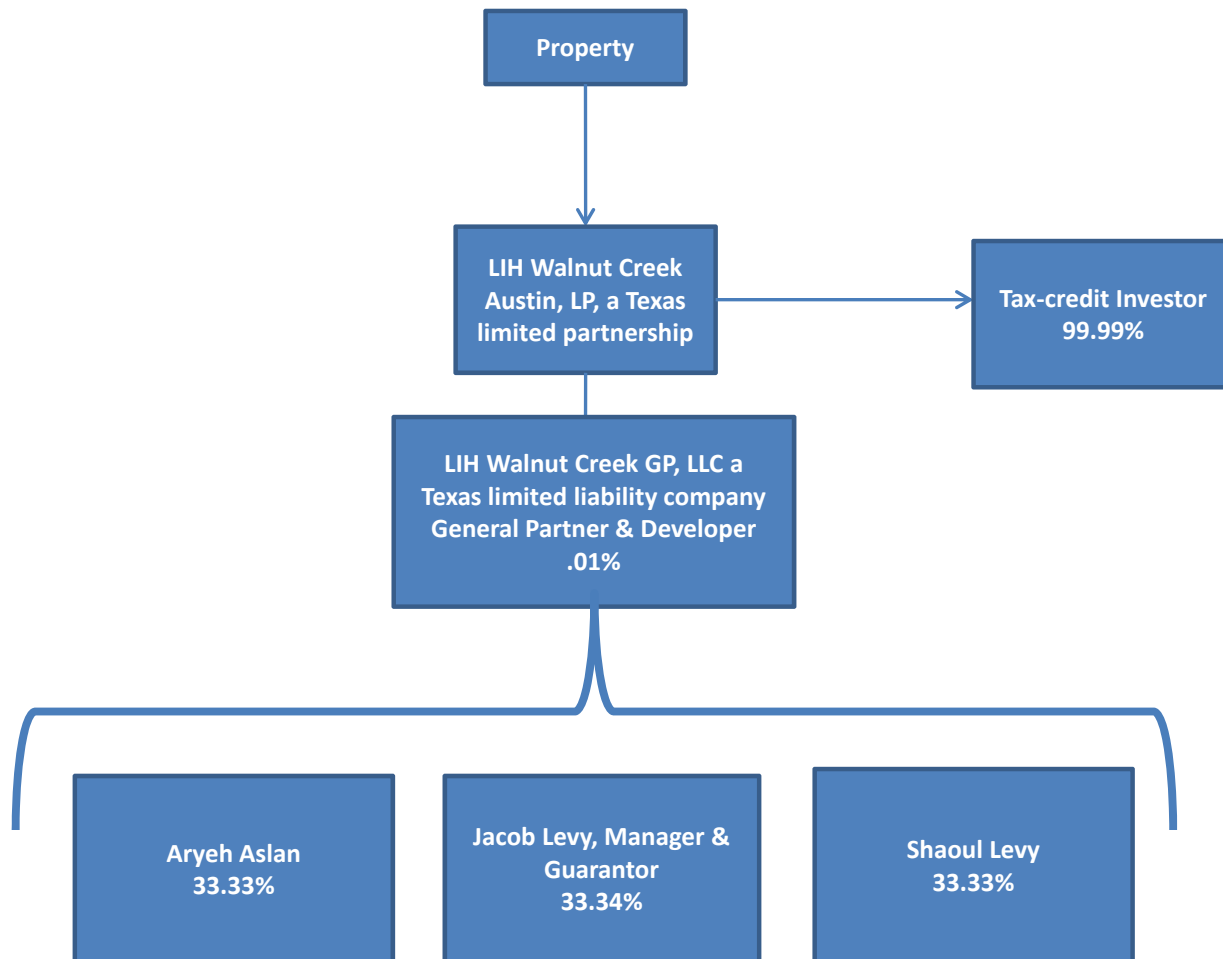 Property
LIH Walnut Creek
Austin, LP, a Texas
limited partnership
Tax-credit Investor
99.99%
LIH Walnut Creek GP, LLC a
Texas limited liability company
General Partner & Developer
.01%
Aryeh Aslan
33.33%
Jacob Levy, Manager &
Guarantor
33.34%
Shaoul Levy
33.33%